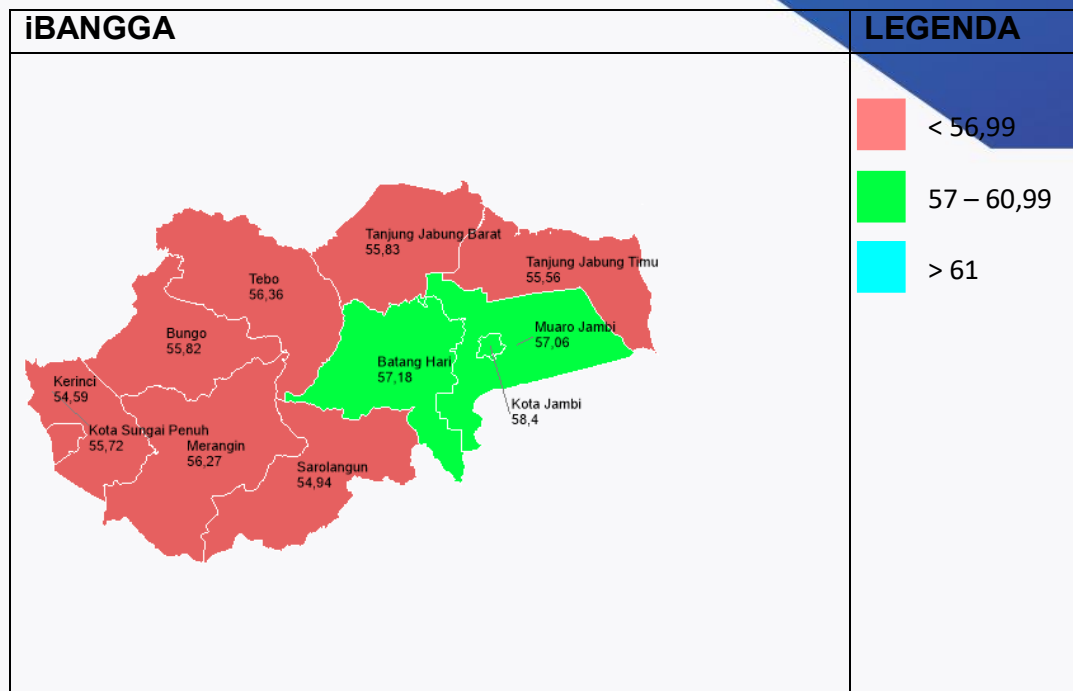 iBANGGA
LEGENDA
< 56,99
57 – 60,99
> 61
Tanjung Jabung Barat
55,83
Tanjung Jabung Timu
55,56
Tebo
56,36
Bungo
55,82
Muaro Jambi
57,06
Batang Hari
57,18
Kerinci
54,59
Kota Jambi
58,4
Kota Sungai Penuh
55,72
Merangin
56,27
Sarolangun
54,94